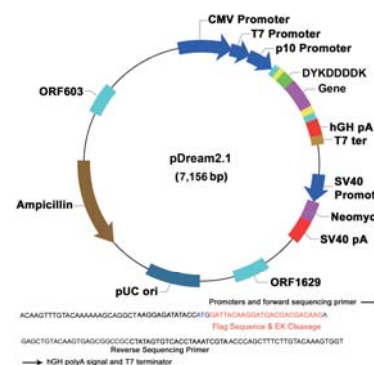 CMV Promoter
T7 Promoter
p10 Promoter
DYKDDDDK
Gene
hGH pA
T7 ter
SV40
Promot
Neomyc
SV40 pA
ORF1629
pUC ori
Ampicillin
ORF603
pDream2.1
(7,156 bp)
Promoters and forward sequencing primer
ACAAGTTTGTACAAAAAAGCAGGCTAAGGAGATATACCATGGATTACAAGGATGACGACGACAAGA
Flag Sequence & EK Cleavage
GAGCTGTACAAGTGAGCGGCCGCCTATAGTGTCACCTAAATCGTAACCCAGCTTTCTTGTACAAAGTGGT
Reverse Sequencing Primer
hGH polyA signal and T7 terminator